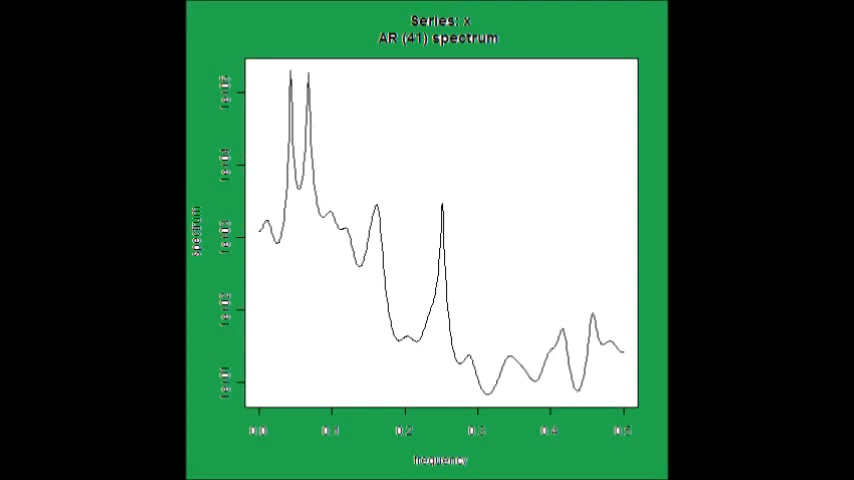 Series: x
AR (41) spectrum
1e+05
1e+04
1e+03
1e+02
1e+01
spectrum
0.0 0.1 0.2 0.3 0.4 0.5
frequency